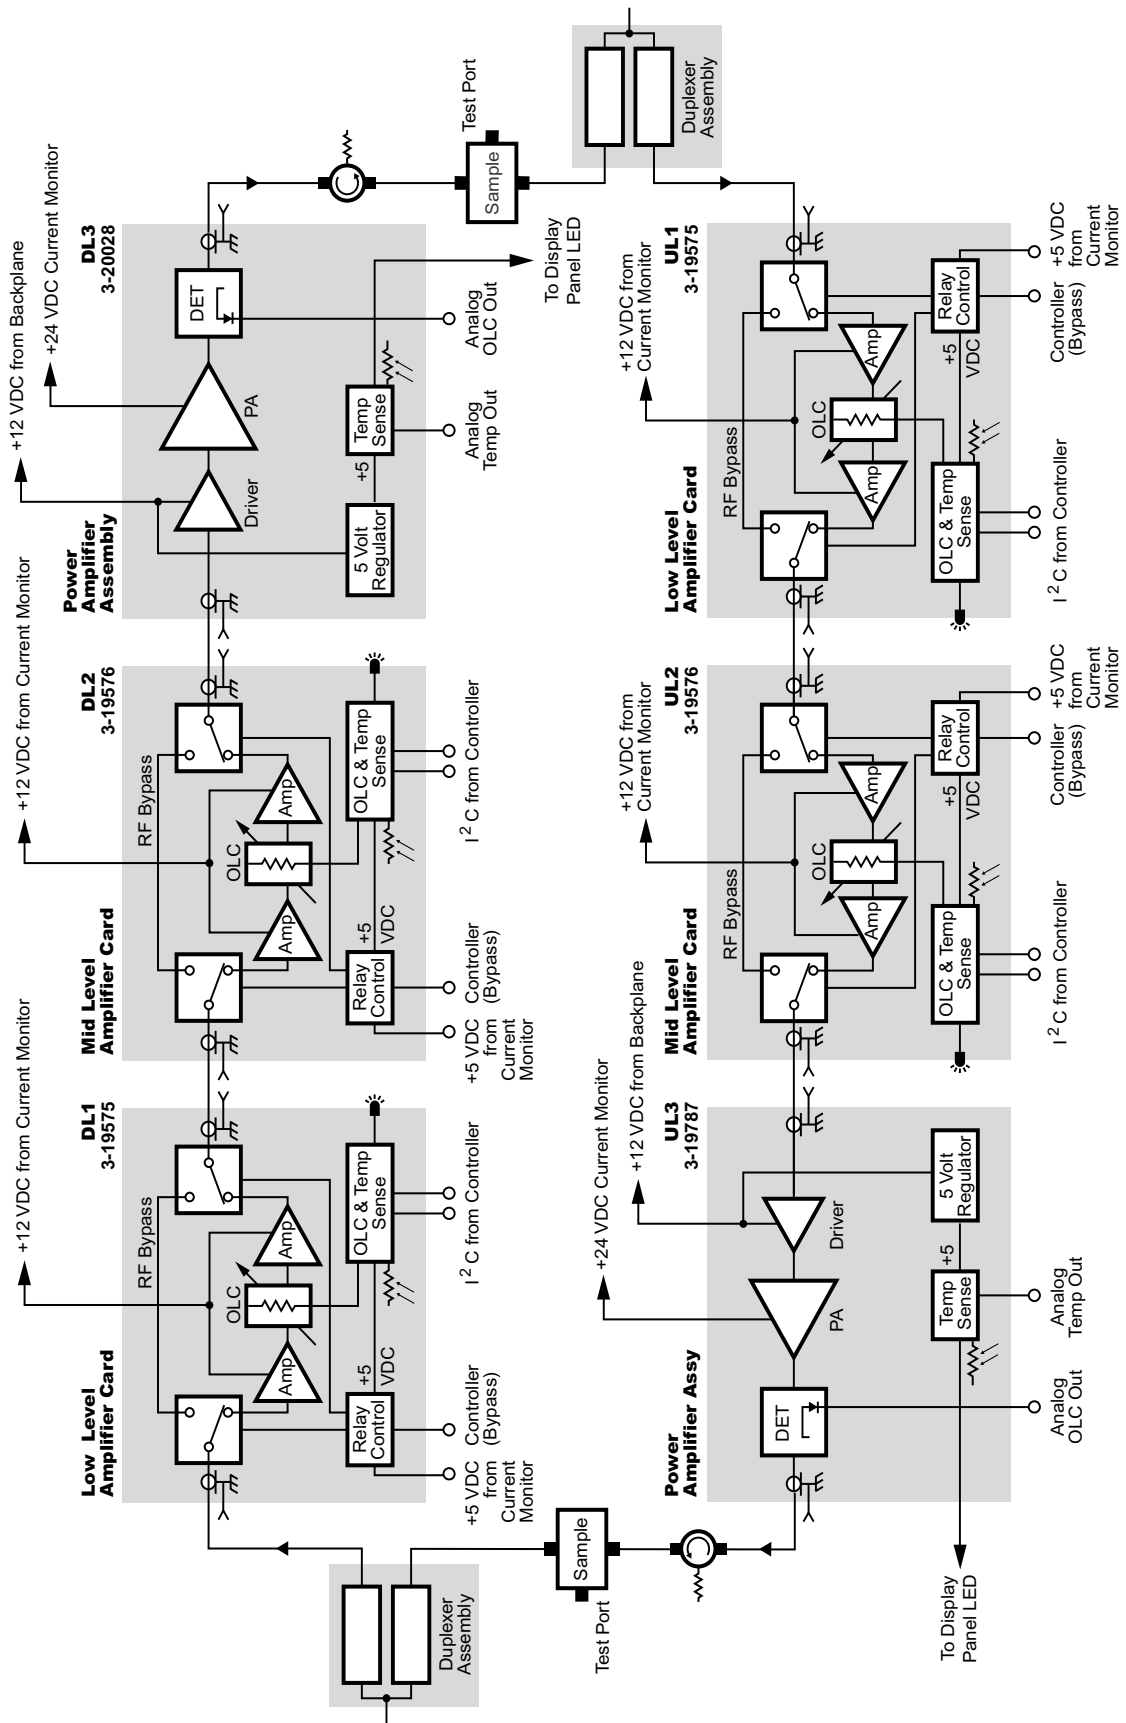 +12 VDC from Current Monitor
Low Level
Amplifier Card
DL1
3-19575
RF Bypass
Amp
OLC
Amp
Relay
Control
+5
VDC
OLC & Temp
Sense
+5 VDC
from
Current
Monitor
Controller
(Bypass)
I2C from Controller
+12 VDC from Current Monitor
Mid Level
Amplifier Card
DL2
3-19576
RF Bypass
Amp
OLC
Amp
Relay
Control
+5
VDC
OLC & Temp
Sense
+5 VDC
from
Current
Monitor
Controller
(Bypass)
I2C from Controller
+12 VDC from Backplane
+24 VDC Current Monitor
Power
Amplifier
Assembly
DL3
3-20028
Driver
PA
DET
5 Volt
Regulator
+5
Temp
Sense
Analog
Temp Out
Analog
OLC Out
To Display
Panel LED
Sample
Test Port
Duplexer
Assembly
Duplexer
Assembly
Sample
Test Port
+24 VDC Current Monitor
+12 VDC from Backplane
Power
Amplifier Assy
UL3
3-19787
DET
PA
Driver
Temp
Sense
+5
5 Volt
Regulator
To Display
Panel LED
Analog
OLC Out
Analog
Temp Out
+12 VDC from
Current Monitor
Mid Level
Amplifier Card
UL2
3-19576
RF Bypass
Amp
OLC
Amp
OLC & Temp
Sense
+5
VDC
Relay
Control
I2C from Controller
Controller
(Bypass)
+5 VDC
from
Current
Monitor
+12 VDC from
Current Monitor
Low Level
Amplifier Card
UL1
3-19575
RF Bypass
Amp
OLC
Amp
OLC & Temp
Sense
+5
VDC
Relay
Control
I2C from Controller
Controller
(Bypass)
+5 VDC
from
Current
Monitor